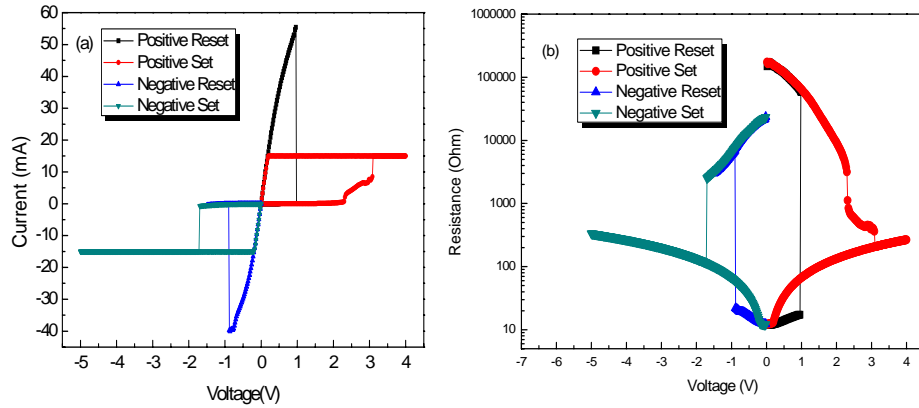 (a)
Positive Reset
Positive Set
Negative Reset
Negative Set
60
50
40
30
20
10
0
-10
-20
-30
-40
Current (mA)
-5 -4 -3 -2 -1 0 1 2 3 4
Voltage(V)
(b)
Positive Reset
Positive Set
Negative Reset
Negative Set
1000000
100000
10000
1000
100
10
Resistance (Ohm)
-7 -6 -5 -4 -3 -2 -1 0 1 2 3 4
Voltage (V)